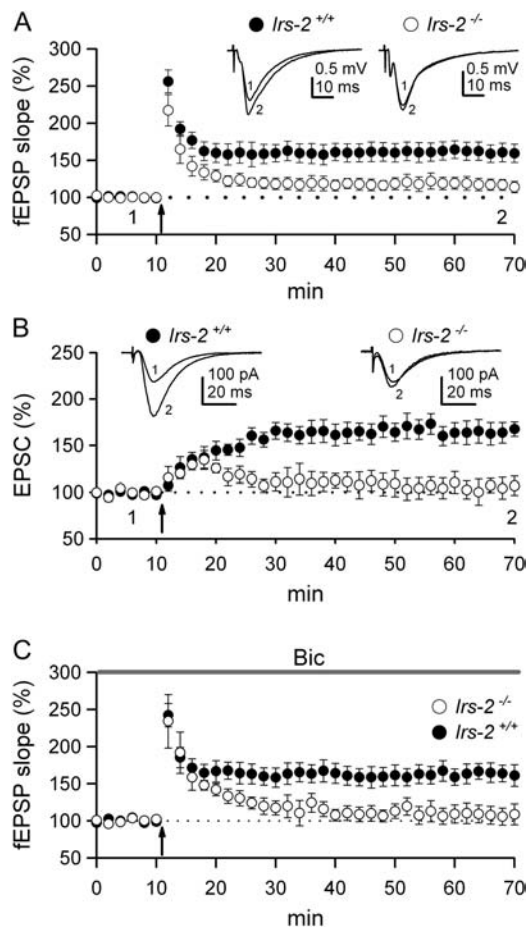 A
Irs-2 +/+
Irs-2 -/-
fEPSP slope (%)
300
250
200
150
100
50
1
2
0.5 mV
10 ms
1
2
0.5 mV
10 ms
1
2
0 10 20 30 40 50 60 70
min
B
Irs-2 +/+
Irs-2 -/-
EPSC (%)
250
200
150
100
50
1
2
100 pA
20 ms
1
2
100 pA
20 ms
1
2
0 10 20 30 40 50 60 70
min
C
Bic
fEPSP slope (%)
300
250
200
150
100
50
Irs-2 -/-
Irs-2 +/+
0 10 20 30 40 50 60 70
min